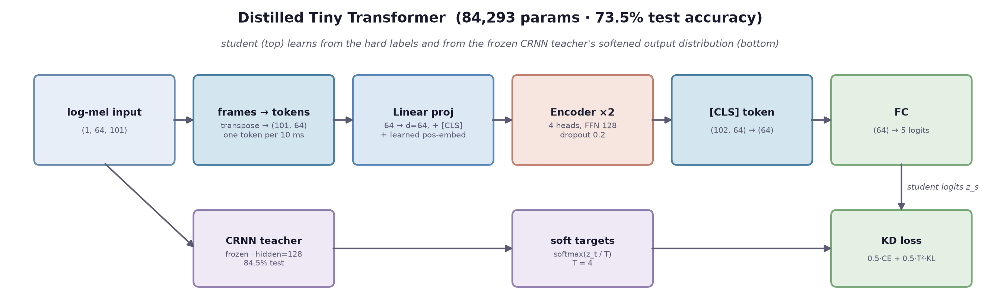 Distilled Tiny Transformer (84,293 params · 73.5% test accuracy)
student (top) learns from the hard labels and from the frozen CRNN teacher's softened output distribution (bottom)
log-mel input
(1, 64, 101)
frames → tokens
transpose → (101, 64)
one token per 10 ms
Linear proj
64 → d=64, + [CLS]
+ learned pos-embed
Encoder ×2
4 heads, FFN 128
dropout 0.2
[CLS] token
(102, 64) → (64)
FC
(64) → 5 logits
student logits z_s
CRNN teacher
frozen · hidden=128
84.5% test
soft targets
softmax(z_t / T)
T = 4
KD loss
0.5·CE + 0.5·T²·KL